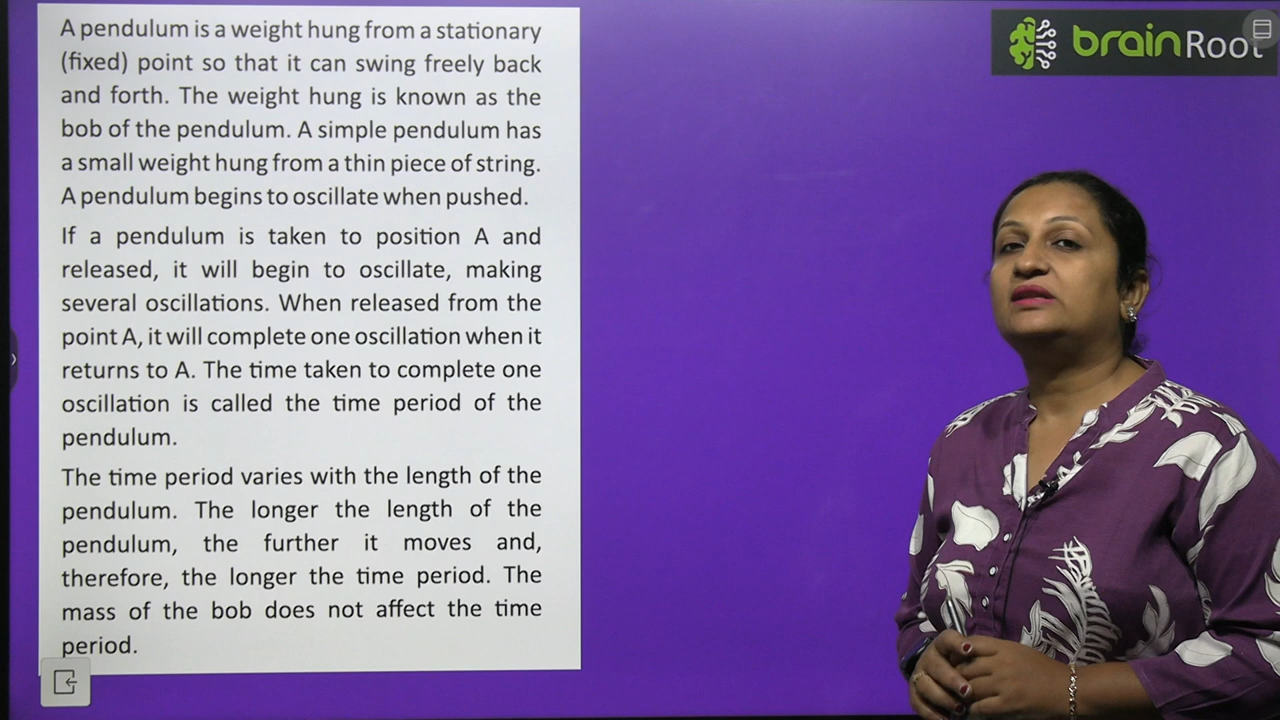 A pendulum is a weight hung from a stationary
(fixed) point so that it can swing freely back
and forth. The weight hung is known as the
bob of the pendulum. A simple pendulum has
a small weight hung from a thin piece of string.
A pendulum begins to oscillate when pushed.
If a pendulum is taken to position A and
released, it will begin to oscillate, making
several oscillations. When released from the
point A, it will complete one oscillation when it
returns to A. The time taken to complete one
oscillation is called the time period of the
pendulum.
The time period varies with the length of the
pendulum. The longer the length of the
pendulum, the further it moves and,
therefore, the longer the time period. The
mass of the bob does not affect the time
period.
brainRoot